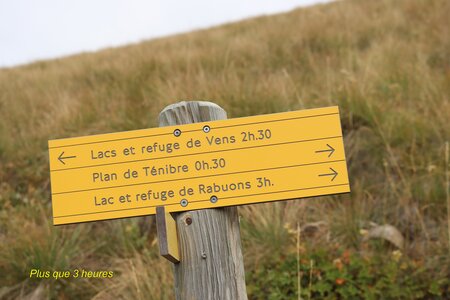 Lacs et refuge de Vens 2h.30
Plan de Ténibre 0h.30
Lac et refuge de Rabuons 3h.
Plus que 3 heures